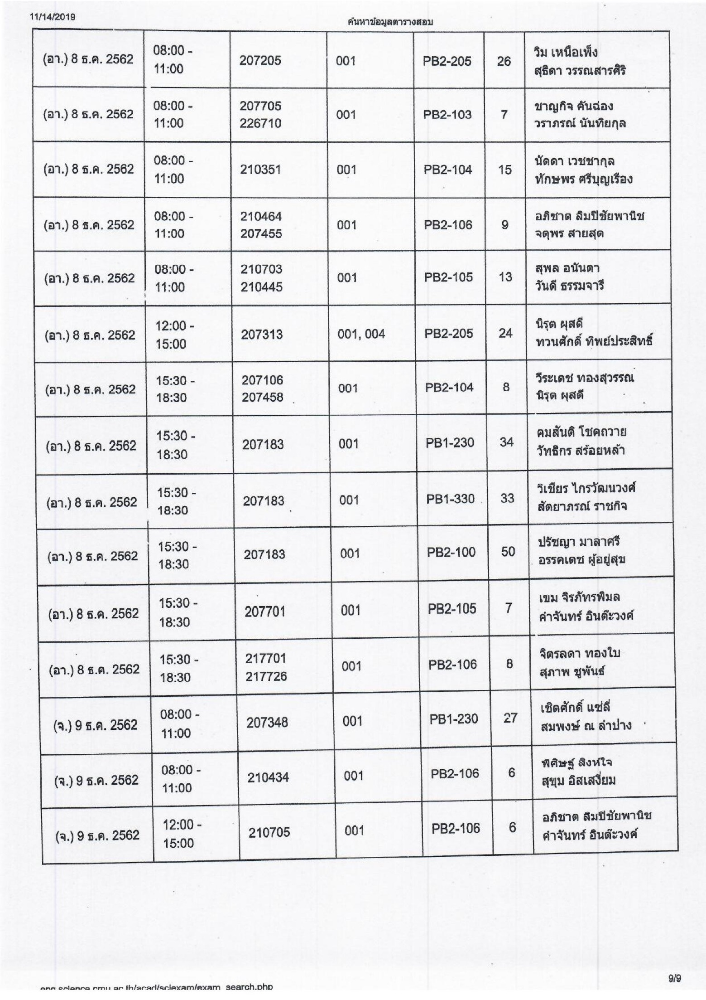 11/14/2019
ค้นหาข้อมูลตารางสอบ
(อา.) 8 ธ.ค. 2562 08:00 - 11:00 207205 001 PB2-205 26 วิม เหนือเพ็ง
สุธิดา วรรณสารศิริ
(อา.) 8 ธ.ค. 2562 08:00 - 11:00 207705 226710 001 PB2-103 7 ชาญกิจ คันฉ่อง
วราภรณ์ นันทิยกุล
(อา.) 8 ธ.ค. 2562 08:00 - 11:00 210351 001 PB2-104 15 นัดดา เวชชากุล
ทักษพร ศรีบุญเรือง
(อา.) 8 ธ.ค. 2562 08:00 - 11:00 210464 207455 001 PB2-106 9 อภิชาต ลิมปิชัยพานิช
จตุพร สายสุด
(อา.) 8 ธ.ค. 2562 08:00 - 11:00 210703 210445 001 PB2-105 13 สุพล อนันตา
วันดี ธรรมจารี
(อา.) 8 ธ.ค. 2562 12:00 - 15:00 207313 001, 004 PB2-205 24 นิรุต ผุสดี
ทวนศักดิ์ ทิพย์ประสิทธิ์
(อา.) 8 ธ.ค. 2562 15:30 - 18:30 207106 207458 001 PB2-104 8 วีระเดช ทองสุวรรณ
นิรุต ผุสดี
(อา.) 8 ธ.ค. 2562 15:30 - 18:30 207183 001 PB1-230 34 คมสันติ โชคถวาย
วัทธิกร สร้อยหล้า
(อา.) 8 ธ.ค. 2562 15:30 - 18:30 207183 001 PB1-330 33 วิเชียร ไกรวัฒนวงศ์
สัตยาภรณ์ ราชกิจ
(อา.) 8 ธ.ค. 2562 15:30 - 18:30 207183 001 PB2-100 50 ปรัชญา มาลาศรี
อรรคเดช ผู้อยู่สุข
(อา.) 8 ธ.ค. 2562 15:30 - 18:30 207701 001 PB2-105 7 เขม จิรภัทรพิมล
คำจันทร์ อินต๊ะวงค์
(อา.) 8 ธ.ค. 2562 15:30 - 18:30 217701 217726 001 PB2-106 8 จิตรลดา ทองใบ
สุภาพ ชูพันธ์
(จ.) 9 ธ.ค. 2562 08:00 - 11:00 207348 001 PB1-230 27 เชิดศักดิ์ แซ่ลี่
สมพงษ์ ณ ลำปาง
(จ.) 9 ธ.ค. 2562 08:00 - 11:00 210434 001 PB2-106 6 พิศิษฐ์ สิงห์ใจ
สุขุม อิสเสงี่ยม
(จ.) 9 ธ.ค. 2562 12:00 - 15:00 210705 001 PB2-106 6 อภิชาต ลิมปิชัยพานิช
คำจันทร์ อินต๊ะวงค์
9/9
eng.science.cmu.ac.th/acad/sciexam/exam_search.php